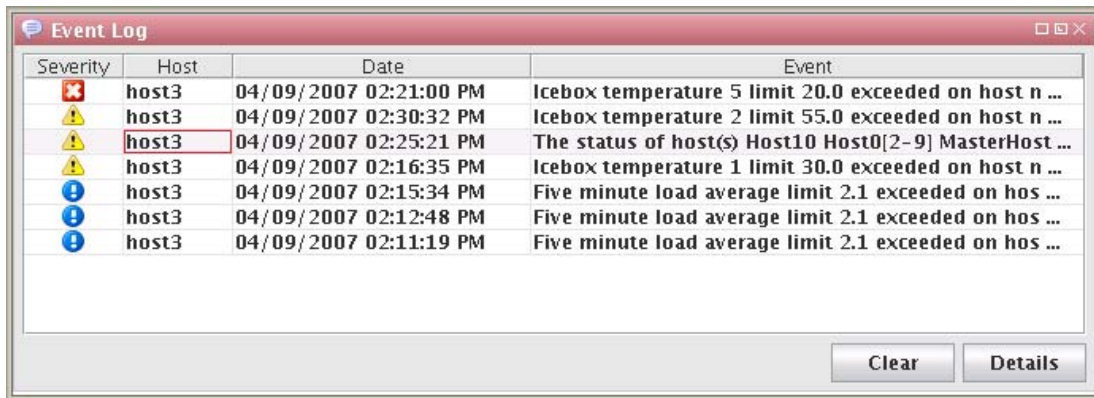 Event Log
Severity Host Date Event
host3 04/09/2007 02:21:00 PM Icebox temperature 5 limit 20.0 exceeded on host n ...
host3 04/09/2007 02:30:32 PM Icebox temperature 2 limit 55.0 exceeded on host n ...
host3 04/09/2007 02:25:21 PM The status of host(s) Host10 Host0[2-9] MasterHost ...
host3 04/09/2007 02:16:35 PM Icebox temperature 1 limit 30.0 exceeded on host n ...
host3 04/09/2007 02:15:34 PM Five minute load average limit 2.1 exceeded on hos ...
host3 04/09/2007 02:12:48 PM Five minute load average limit 2.1 exceeded on hos ...
host3 04/09/2007 02:11:19 PM Five minute load average limit 2.1 exceeded on hos ...
Clear Details